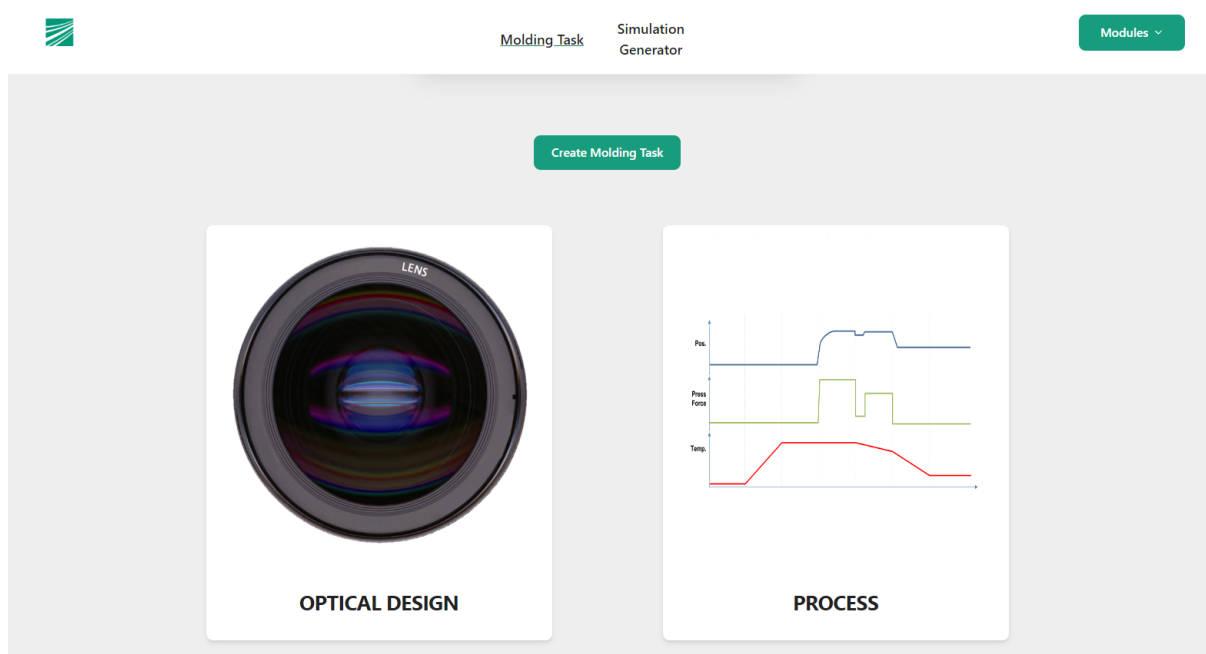 Molding Task
Simulation
Generator
Modules
Create Molding Task
LENS
Pos.
Press
Force
Temp.
OPTICAL DESIGN
PROCESS